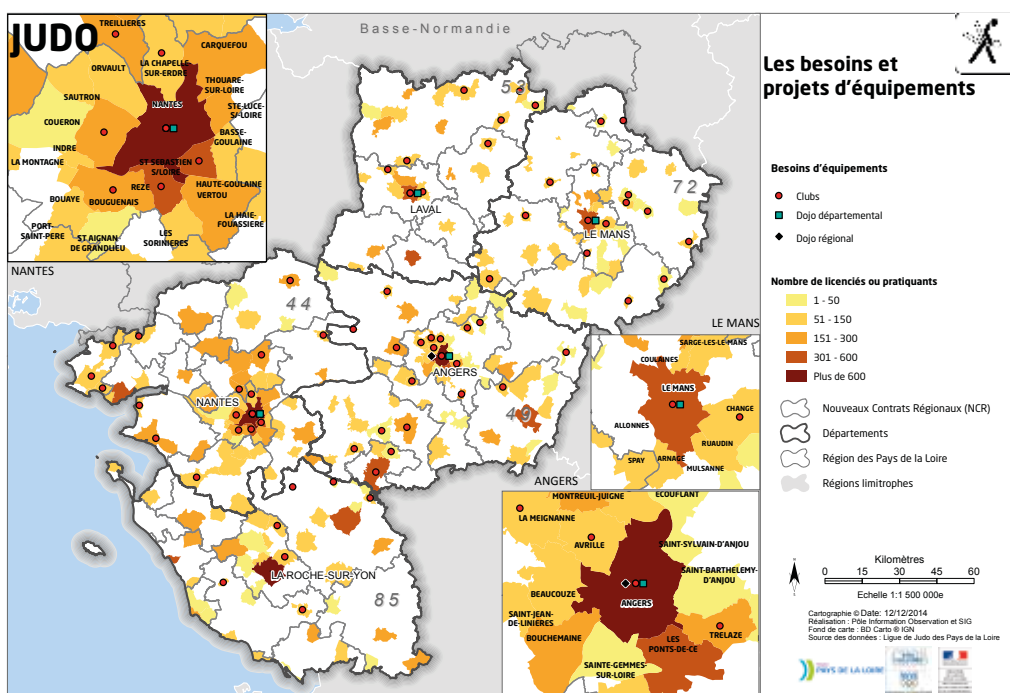 JUDO
TREILLIERES
CARQUEFOU
LA CHAPELLE-
SUR-ERDRE
ORVAULT
THOUARE-
SUR-LOIRE
SAUTRON
NANTES
STE-LUCE-
S/-LOIRE
COUERON
BASSE-
GOULAINE
INDRE
LA MONTAGNE
ST SEBASTIEN
S/LOIRE
REZE
HAUTE-GOULAINE
VERTOU
BOUAYE
BOUGUENAIS
LA HAIE-
FOUASSIERE
PORT-
SAINT-PERE
ST AIGNAN
DE GRANDLIEU
LES
SORINIERES
NANTES
Basse-Normandie
53
72
LAVAL
LE MANS
44
ANGERS
NANTES
49
LA ROCHE-SUR-YON
85
LE MANS
SARGE-LES-LE-MANS
COULAINES
LE MANS
CHANGE
ALLONNES
RUAUDIN
ARNAGE
SPAY
MULSANNE
ANGERS
ECOUFLANT
MONTREUIL-JUIGNE
LA MEIGNANNE
AVRILLE
SAINT-SYLVAIN-D'ANJOU
SAINT-BARTHELEMY-
D'ANJOU
BEAUCOUZE
ANGERS
SAINT-JEAN-
DE-LINIERES
BOUCHEMAINE
LES
PONTS-DE-CE
TRELAZE
SAINTE-GEMMES-
SUR-LOIRE
Les besoins et
projets d'équipements
Besoins d'équipements
Clubs
Dojo départemental
Dojo régional
Nombre de licenciés ou pratiquants
1 - 50
51 - 150
151 - 300
301 - 600
Plus de 600
Nouveaux Contrats Régionaux (NCR)
Départements
Région des Pays de la Loire
Régions limitrophes
Kilomètres
0 15 30 45 60
Echelle 1:1 500 000e
Cartographie © Date: 12/12/2014
Réalisation : Pôle Information Observation et SIG
Fond de carte : BD Carto ® IGN
Source des données : Ligue de Judo des Pays de la Loire
PAYS DE LA LOIRE